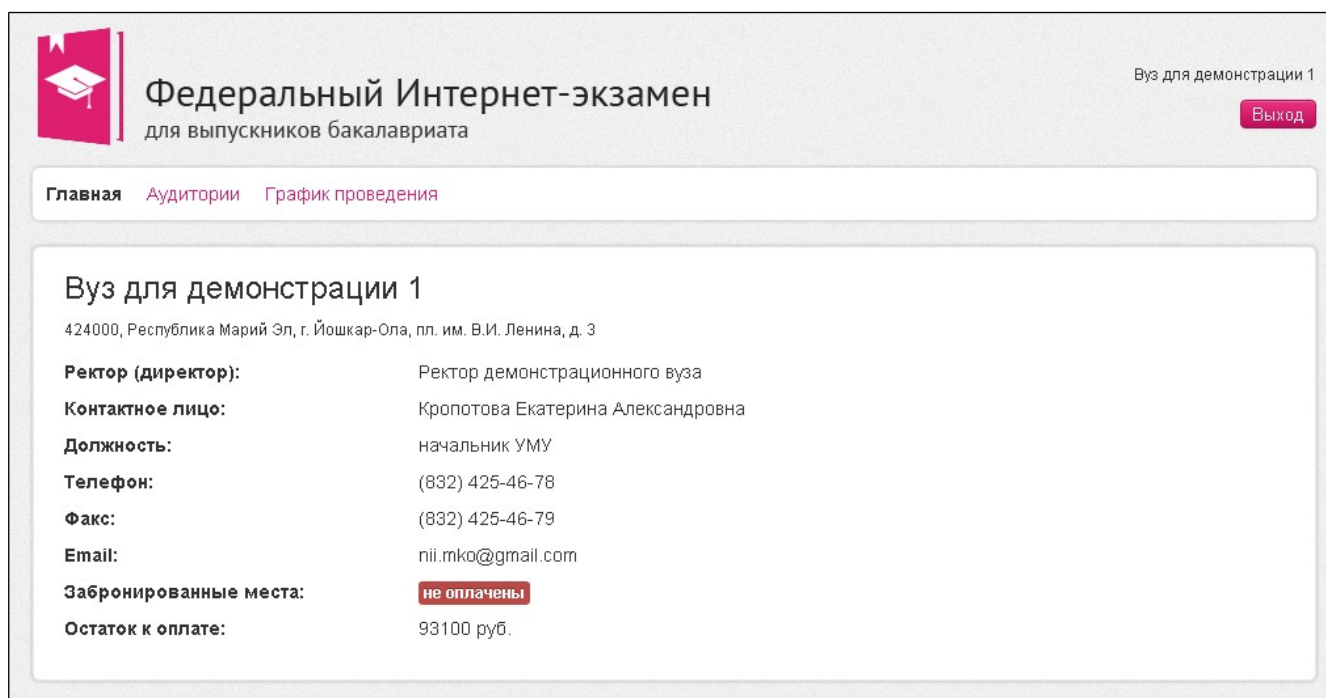 Федеральный Интернет-экзамен
для выпускников бакалавриата
Вуз для демонстрации 1
Выход
Главная Аудитории График проведения
Вуз для демонстрации 1
424000, Республика Марий Эл, г. Йошкар-Ола, пл. им. В.И. Ленина, д. 3
Ректор (директор): Ректор демонстрационного вуза
Контактное лицо: Кропотова Екатерина Александровна
Должность: начальник УМУ
Телефон: (832) 425-46-78
Факс: (832) 425-46-79
Email: nii.mko@gmail.com
Забронированные места: не оплачены
Остаток к оплате: 93100 руб.